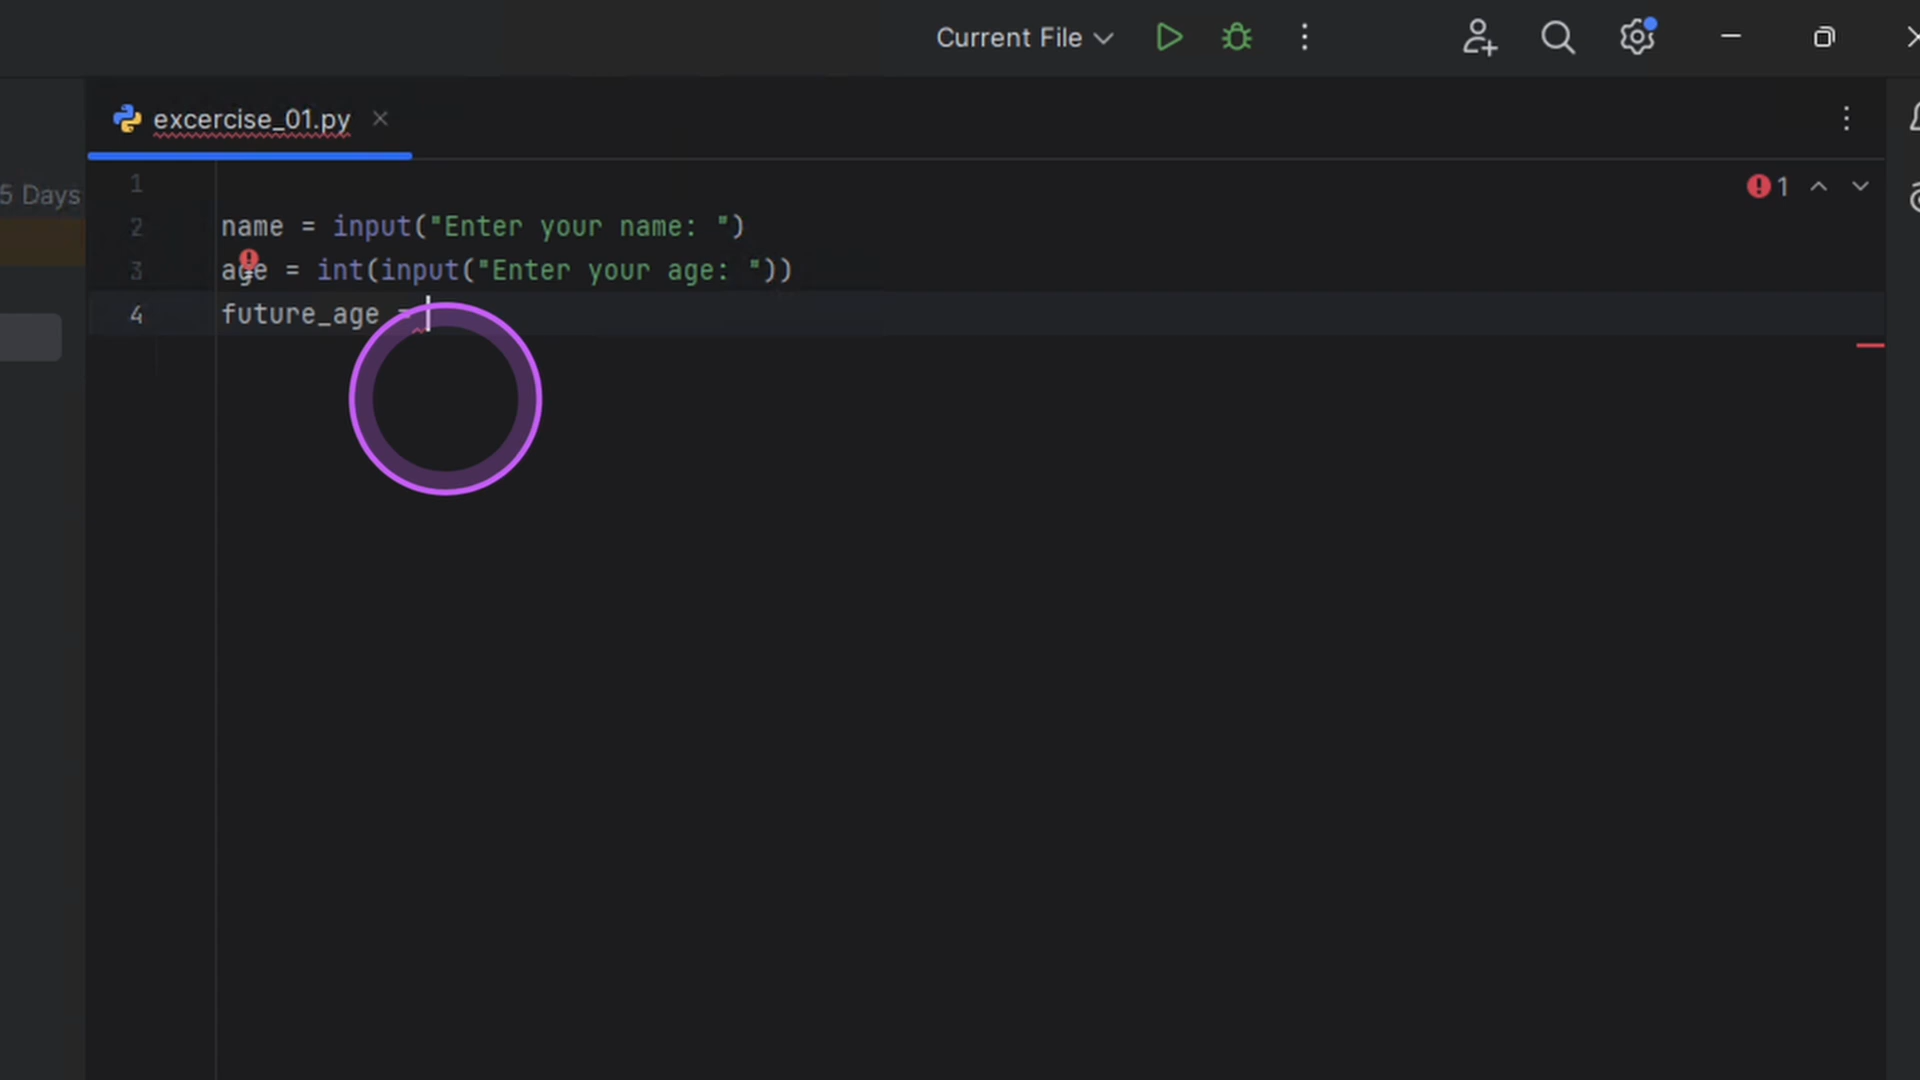 Current File
excercise_01.py
5 Days
1
1
2 name = input("Enter your name: ")
3 age = int(input("Enter your age: "))
4 future_age =